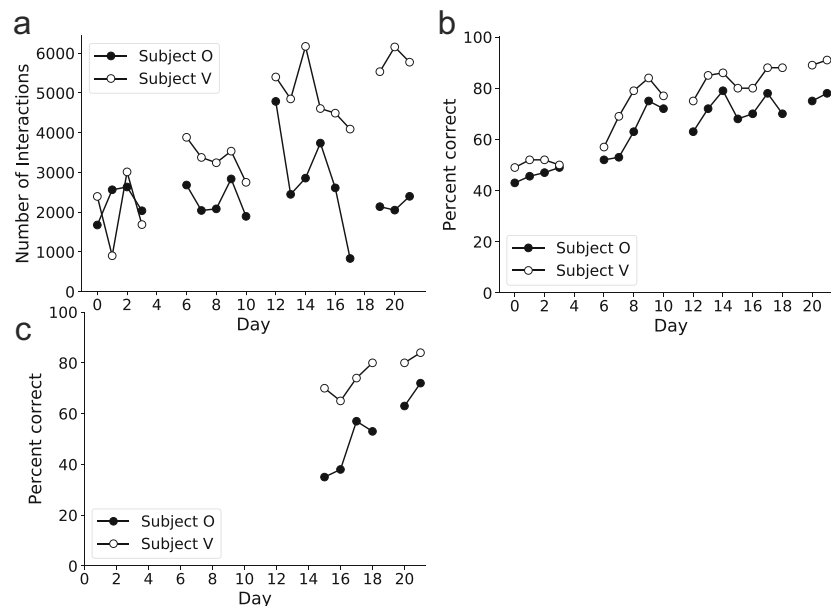 a
Number of Interactions
6000
5000
4000
3000
2000
1000
0
Subject O
Subject V
0 2 4 6 8 10 12 14 16 18 20
Day
b
Percent correct
100
80
60
40
20
0
Subject O
Subject V
0 2 4 6 8 10 12 14 16 18 20
Day
c
Percent correct
100
80
60
40
20
0
Subject O
Subject V
0 2 4 6 8 10 12 14 16 18 20
Day